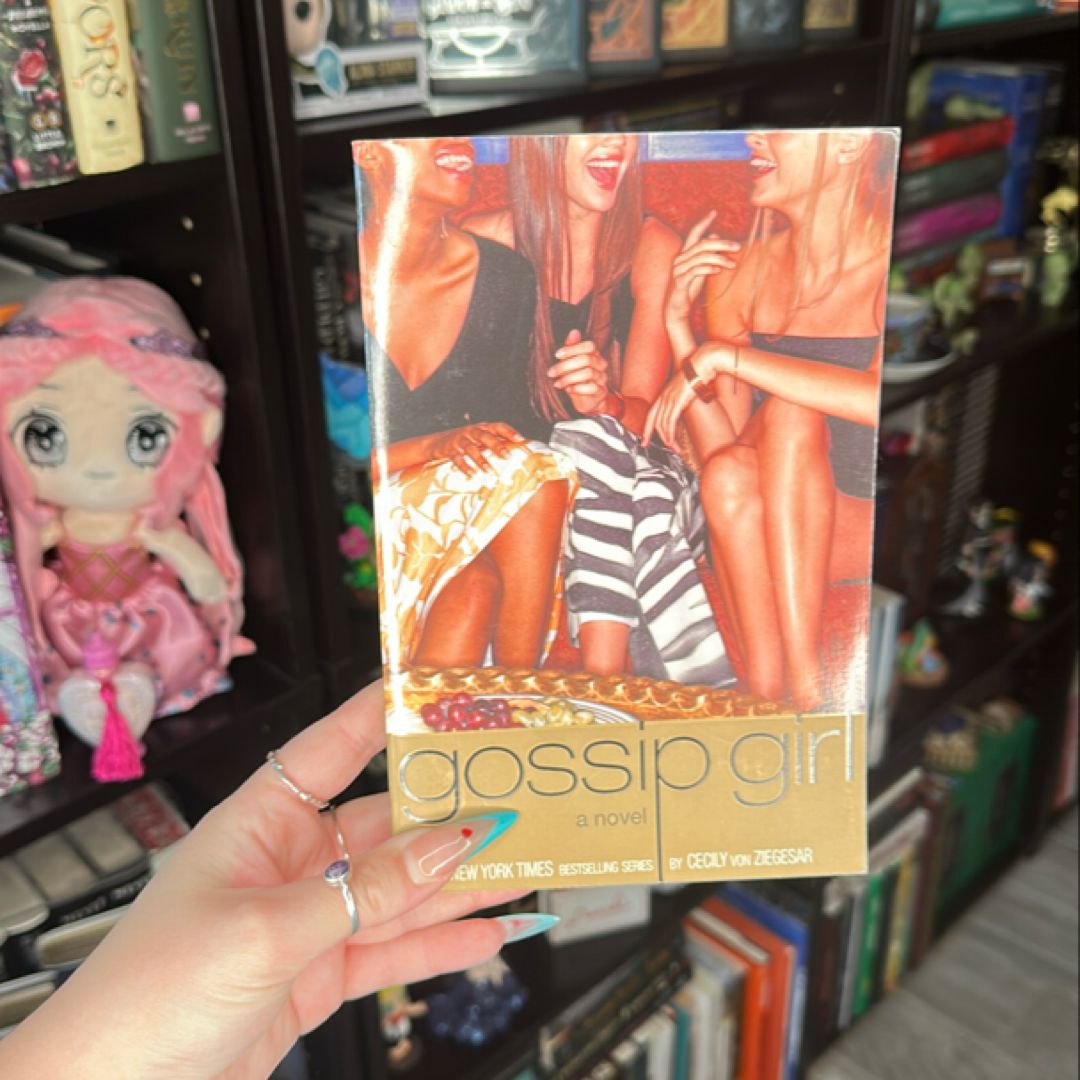 gossip girl
a novel
NEW YORK TIMES BESTSELLING SERIES BY CECILY VON ZIEGESAR